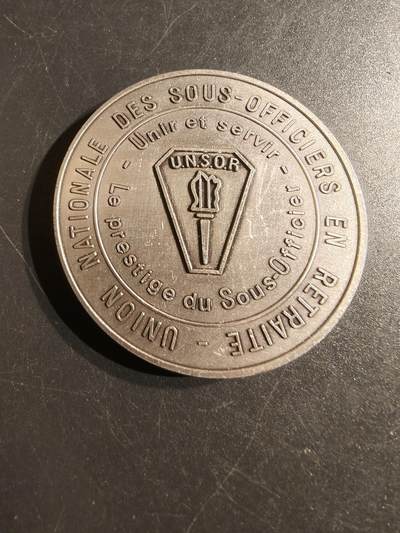 UNION NATIONALE DES SOUS-OFFICIERS EN RETRAITE -
- Unir et servir -
Le prestige du Sous-Officier
U.N.S.O.R